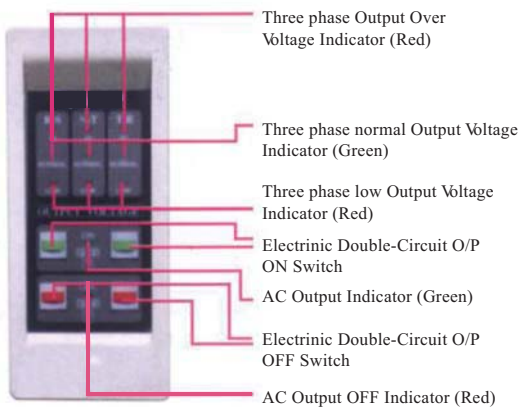 Three phase Output Over
Voltage Indicator (Red)
Three phase normal Output Voltage
Indicator (Green)
Three phase low Output Voltage
Indicator (Red)
OUTPUT VOLTAGE
Electrinic Double-Circuit O/P
ON Switch
AC Output Indicator (Green)
Electrinic Double-Circuit O/P
OFF Switch
AC Output OFF Indicator (Red)